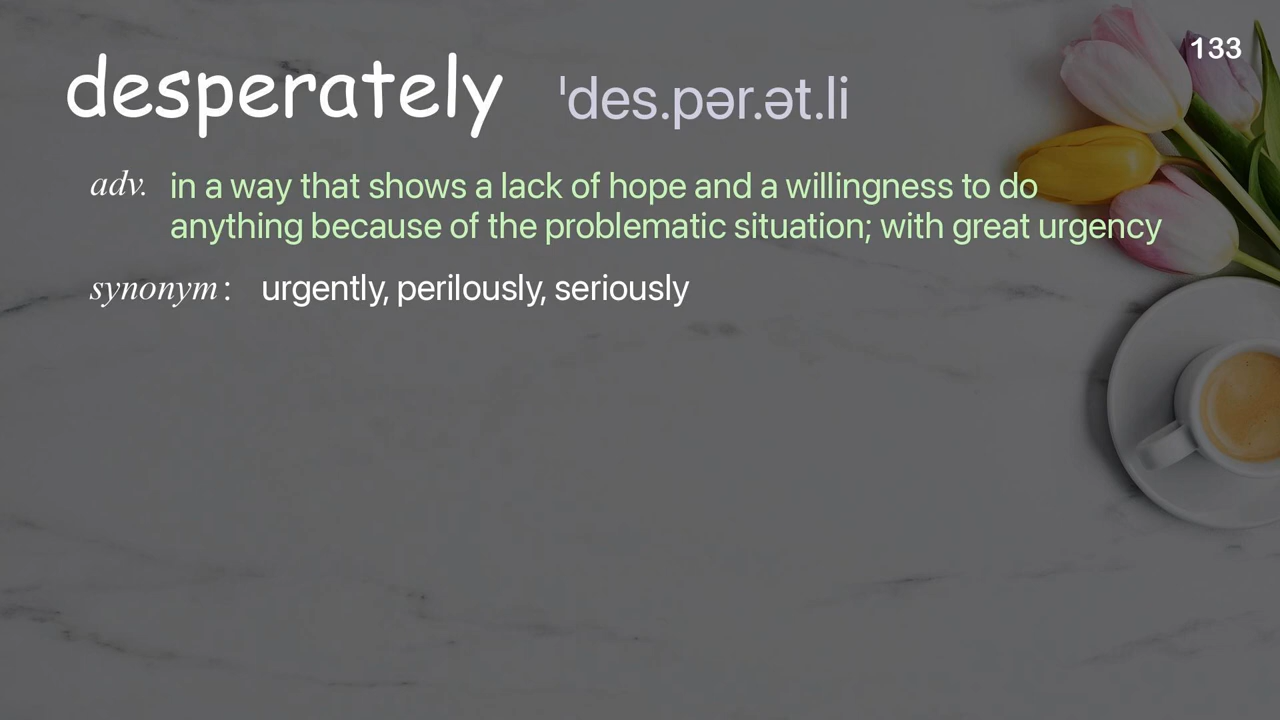 133
desperately ˈdes.pər.ət.li
adv. in a way that shows a lack of hope and a willingness to do
anything because of the problematic situation; with great urgency
synonym : urgently, perilously, seriously